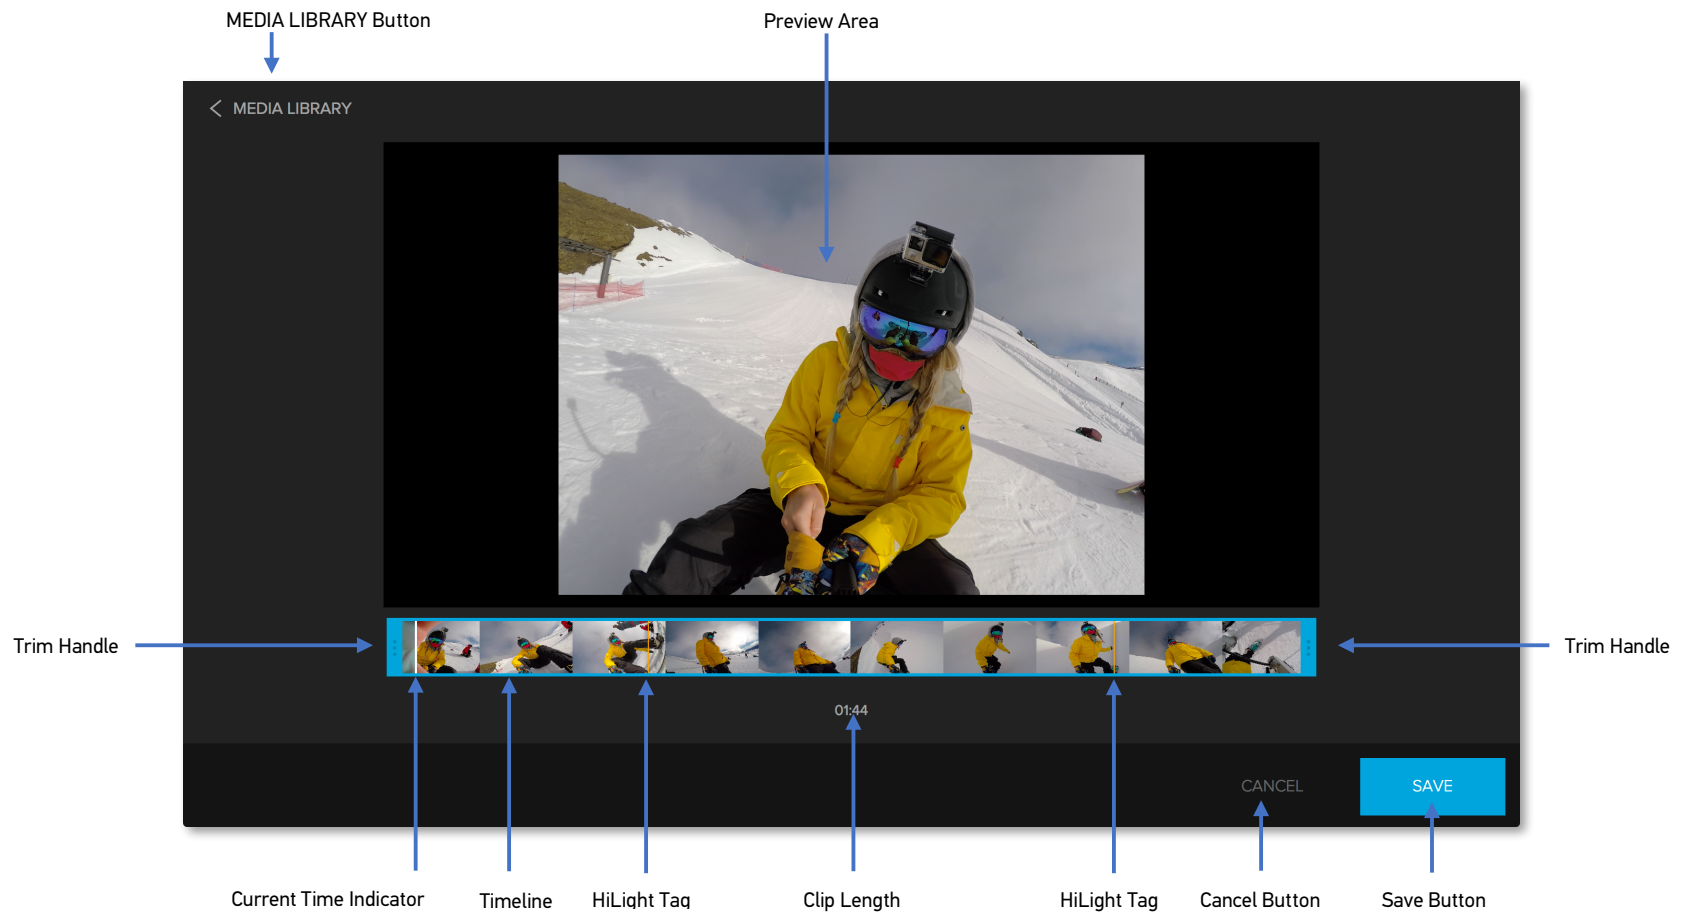 MEDIA LIBRARY Button
Preview Area
MEDIA LIBRARY
Trim Handle
Trim Handle
01:44
CANCEL
SAVE
Current Time Indicator
Timeline
HiLight Tag
Clip Length
HiLight Tag
Cancel Button
Save Button